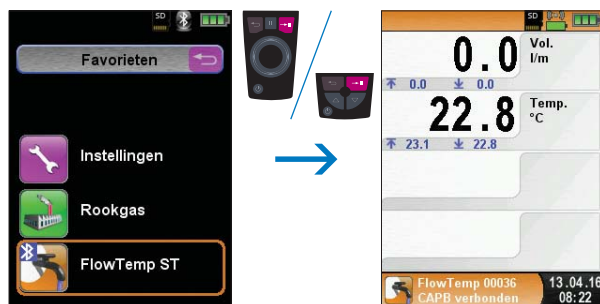 SD
Favorieten
Instellingen
Rookgas
FlowTemp ST
SD
0.0 Vol. l/m
0.0 0.0
22.8 Temp. °C
23.1 22.8
FlowTemp 00036 13.04.16
CAPB verbonden 08:22